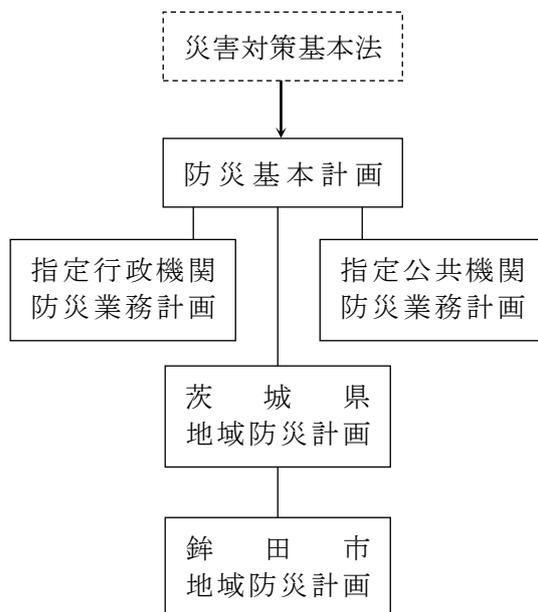 災害対策基本法
防災基本計画
指定行政機関
防災業務計画
指定公共機関
防災業務計画
茨城県
地域防災計画
鉾田市
地域防災計画